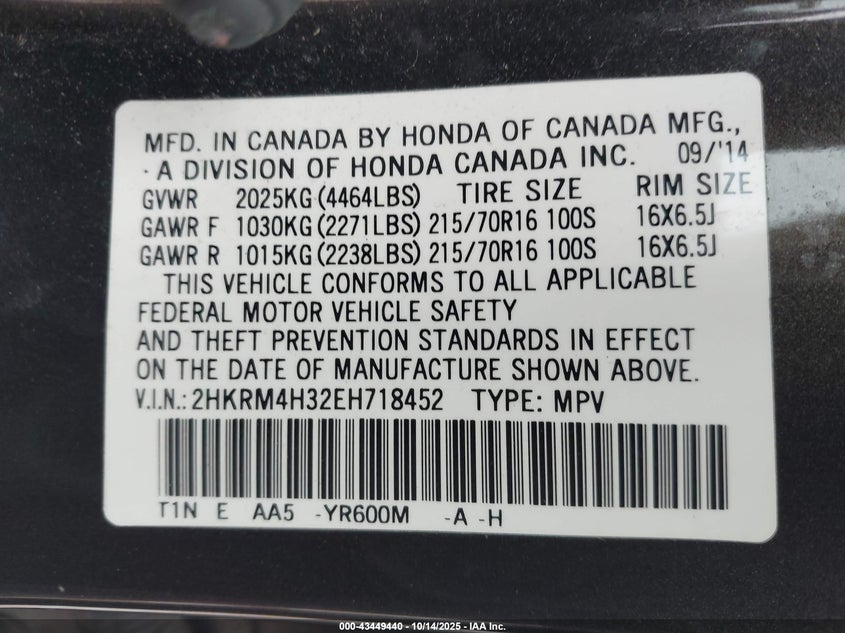 MFD. IN CANADA BY HONDA OF CANADA MFG.,
A DIVISION OF HONDA CANADA INC. 09/'14
GVWR 2025KG (4464LBS) TIRE SIZE RIM SIZE
GAWR F 1030KG (2271LBS) 215/70R16 100S 16X6.5J
GAWR R 1015KG (2238LBS) 215/70R16 100S 16X6.5J
THIS VEHICLE CONFORMS TO ALL APPLICABLE
FEDERAL MOTOR VEHICLE SAFETY
AND THEFT PREVENTION STANDARDS IN EFFECT
ON THE DATE OF MANUFACTURE SHOWN ABOVE.
V.I.N.: 2HKRM4H32EH718452 TYPE: MPV
T1N E AA5 -YR600M -A -H
000-43449440 - 10/14/2025 - IAA Inc.